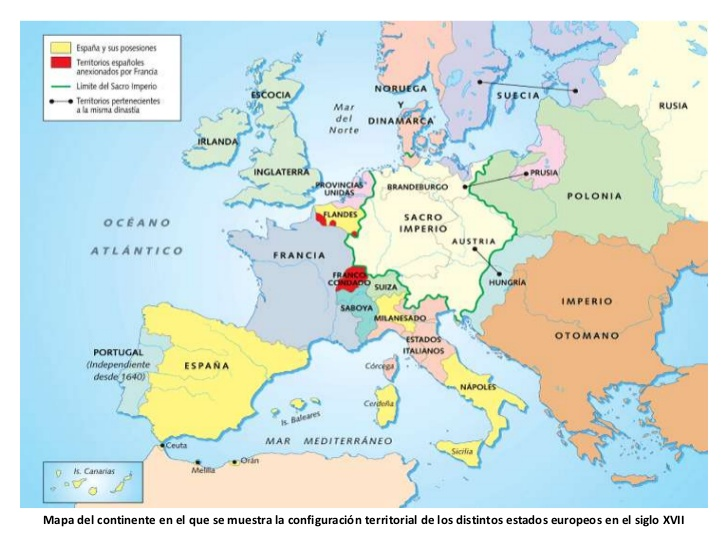 España y sus posesiones
Territorios españoles
anexionados por Francia
Límite del Sacro Imperio
Territorios pertenecientes
a la misma dinastía
NORUEGA
Y
DINAMARCA
SUECIA
RUSIA
ESCOCIA
Mar
del
Norte
IRLANDA
INGLATERRA
PROVINCIAS
UNIDAS
BRANDEBURGO
PRUSIA
POLONIA
FLANDES
SACRO
IMPERIO
OCÉANO
ATLÁNTICO
AUSTRIA
FRANCIA
FRANCO
CONDADO
SUIZA
HUNGRÍA
SABOYA
MILANESADO
IMPERIO
OTOMANO
ESTADOS
ITALIANOS
PORTUGAL
(Independiente
desde 1640)
ESPAÑA
Córcega
NÁPOLES
Cerdeña
Is. Baleares
MAR MEDITERRÁNEO
Sicilia
Ceuta
Melilla
Orán
Is. Canarias
Mapa del continente en el que se muestra la configuración territorial de los distintos estados europeos en el siglo XVII